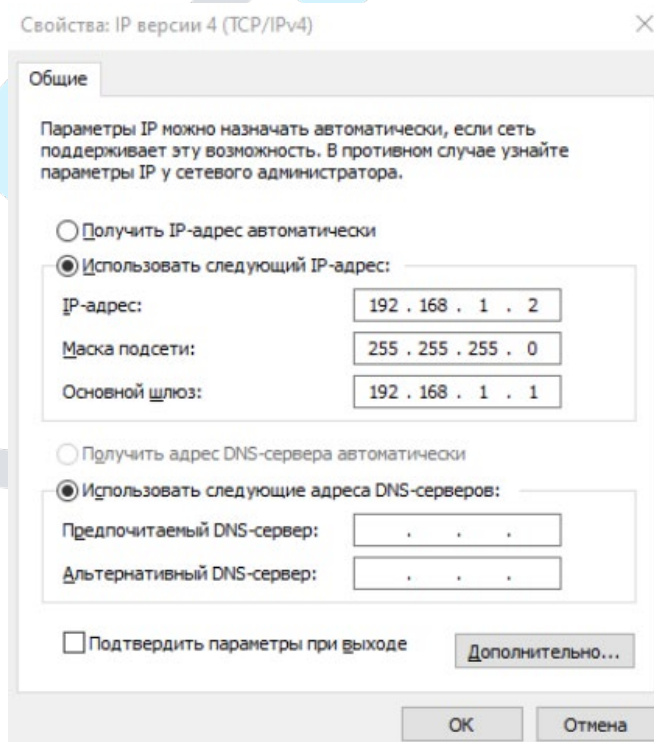 Свойства: IP версии 4 (TCP/IPv4)
Общие
Параметры IP можно назначать автоматически, если сеть
поддерживает эту возможность. В противном случае узнайте
параметры IP у сетевого администратора.
Получить IP-адрес автоматически
Использовать следующий IP-адрес:
IP-адрес: 192 . 168 . 1 . 2
Маска подсети: 255 . 255 . 255 . 0
Основной шлюз: 192 . 168 . 1 . 1
Получить адрес DNS-сервера автоматически
Использовать следующие адреса DNS-серверов:
Предпочитаемый DNS-сервер: . . .
Альтернативный DNS-сервер: . . .
Подтвердить параметры при выходе
Дополнительно...
ОК Отмена